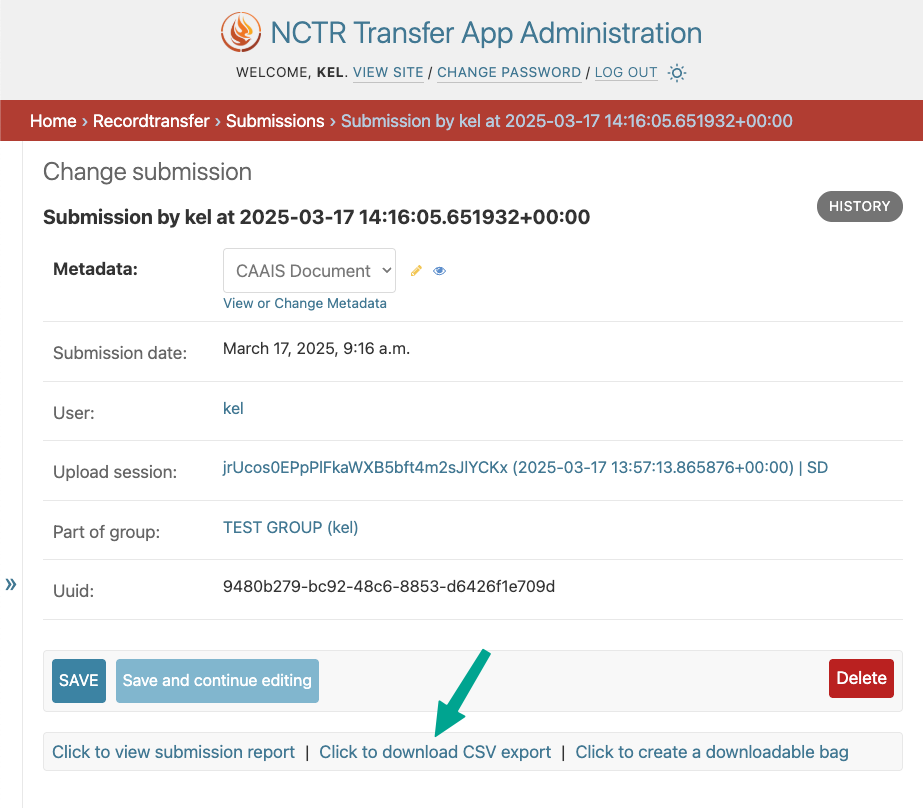 NCTR Transfer App Administration
WELCOME, KEL. VIEW SITE / CHANGE PASSWORD / LOG OUT
Home › Recordtransfer › Submissions › Submission by kel at 2025-03-17 14:16:05.651932+00:00
Change submission
Submission by kel at 2025-03-17 14:16:05.651932+00:00
HISTORY
Metadata:
CAAIS Document
View or Change Metadata
Submission date:
March 17, 2025, 9:16 a.m.
User:
kel
Upload session:
jrUcos0EPpPlFkaWXB5bft4m2sJlYCKx (2025-03-17 13:57:13.865876+00:00) | SD
Part of group:
TEST GROUP (kel)
»
Uuid:
9480b279-bc92-48c6-8853-d6426f1e709d
SAVE
Save and continue editing
Delete
Click to view submission report | Click to download CSV export | Click to create a downloadable bag